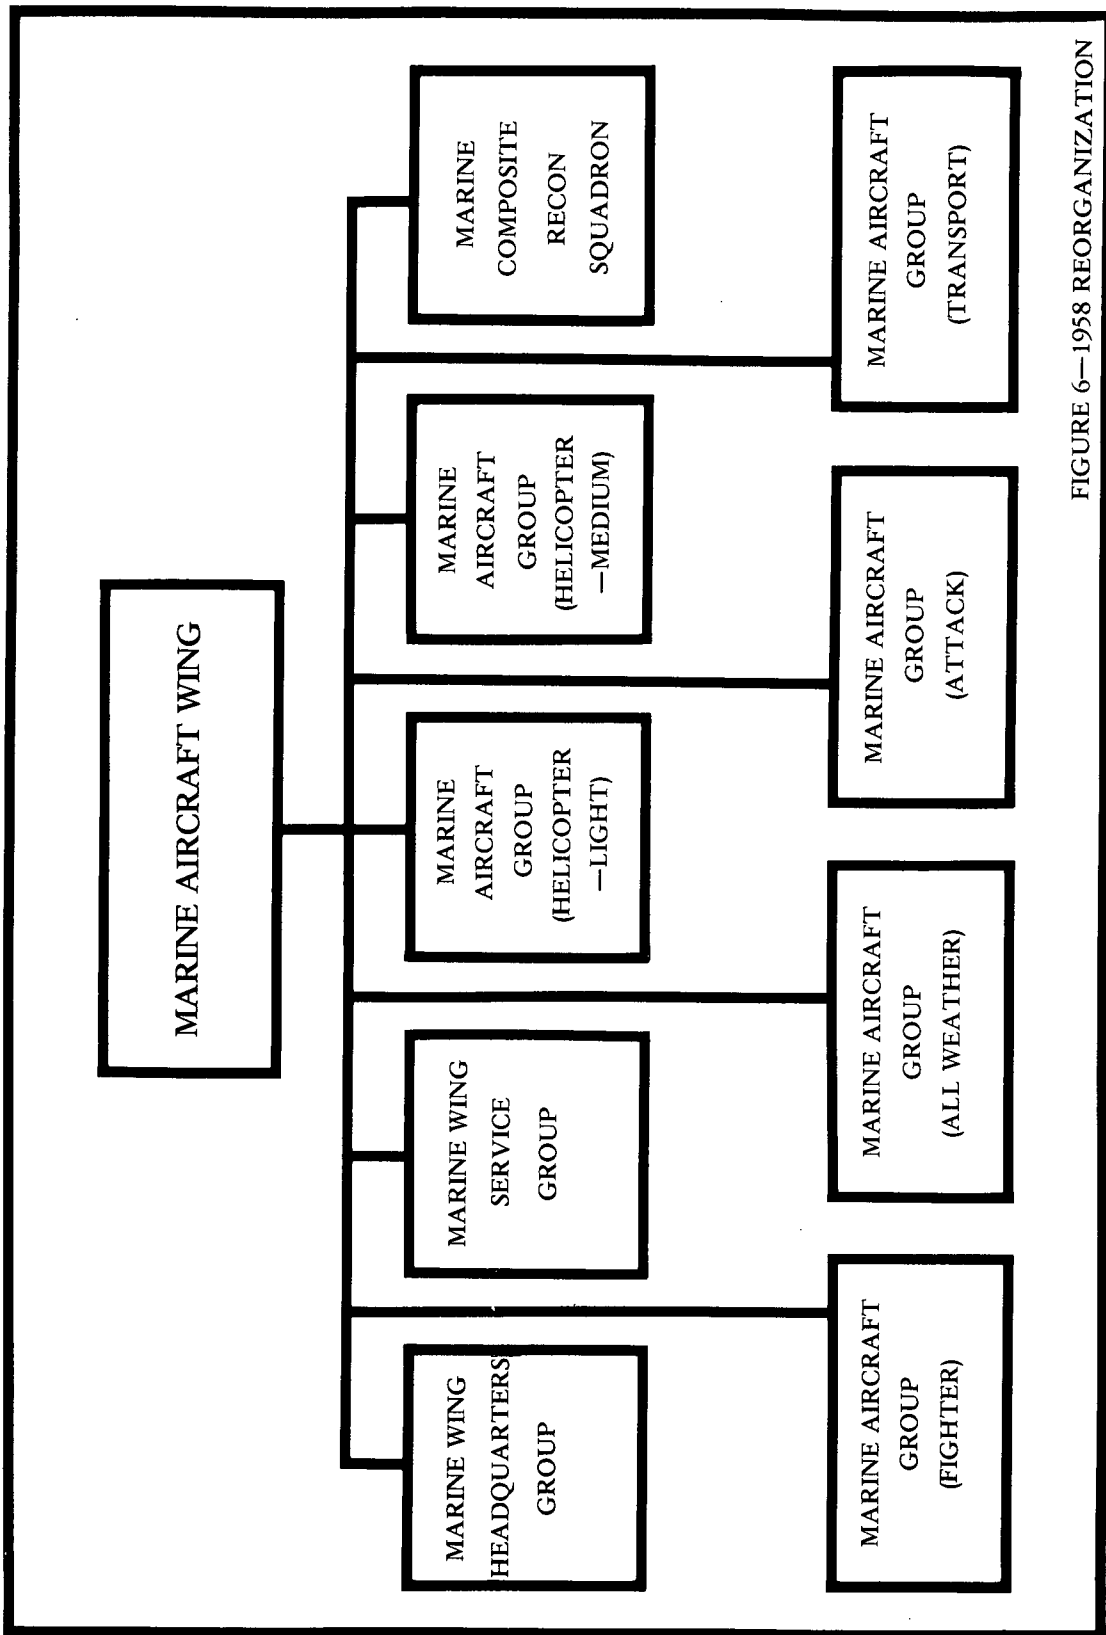 MARINE AIRCRAFT WING
MARINE WING
HEADQUARTERS
GROUP
MARINE WING
SERVICE
GROUP
MARINE
AIRCRAFT
GROUP
(HELICOPTER
—LIGHT)
MARINE
AIRCRAFT
GROUP
(HELICOPTER
—MEDIUM)
MARINE
COMPOSITE
RECON
SQUADRON
MARINE AIRCRAFT
GROUP
(FIGHTER)
MARINE AIRCRAFT
GROUP
(ALL WEATHER)
MARINE AIRCRAFT
GROUP
(ATTACK)
MARINE AIRCRAFT
GROUP
(TRANSPORT)
FIGURE 6—1958 REORGANIZATION